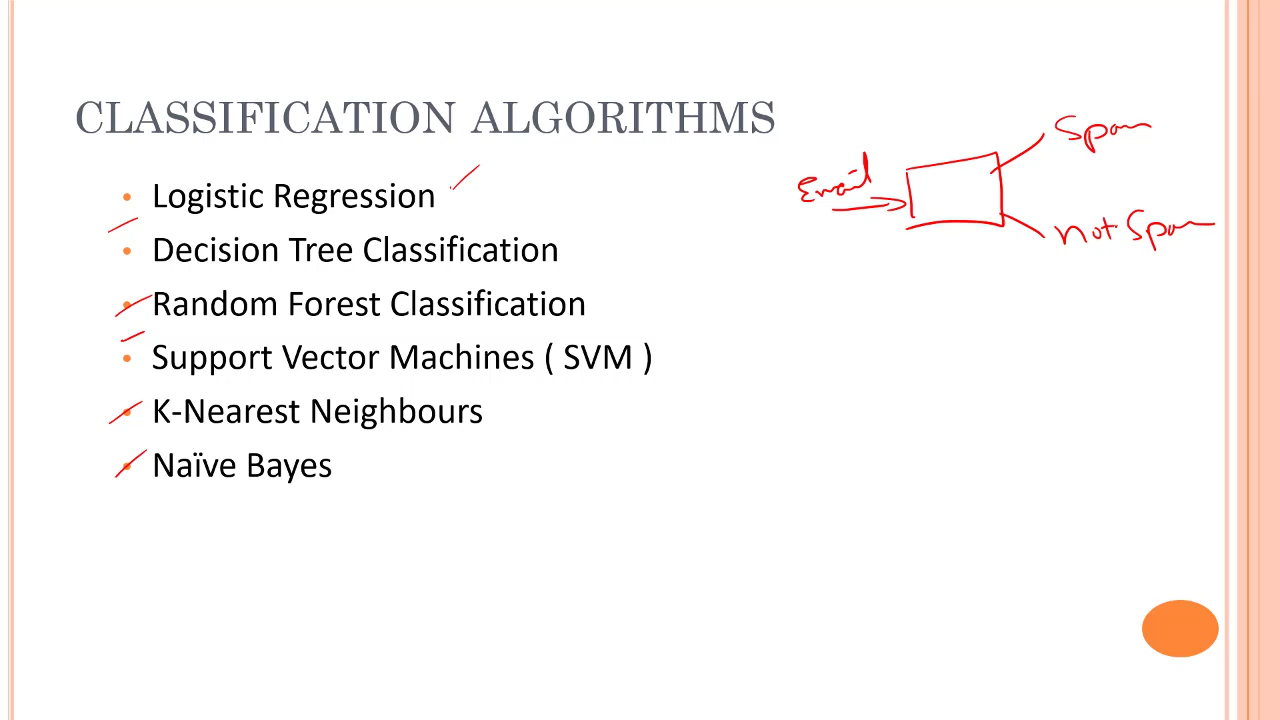 CLASSIFICATION ALGORITHMS
• Logistic Regression
• Decision Tree Classification
• Random Forest Classification
• Support Vector Machines ( SVM )
• K-Nearest Neighbours
• Naïve Bayes
Email
Spam
not Spam